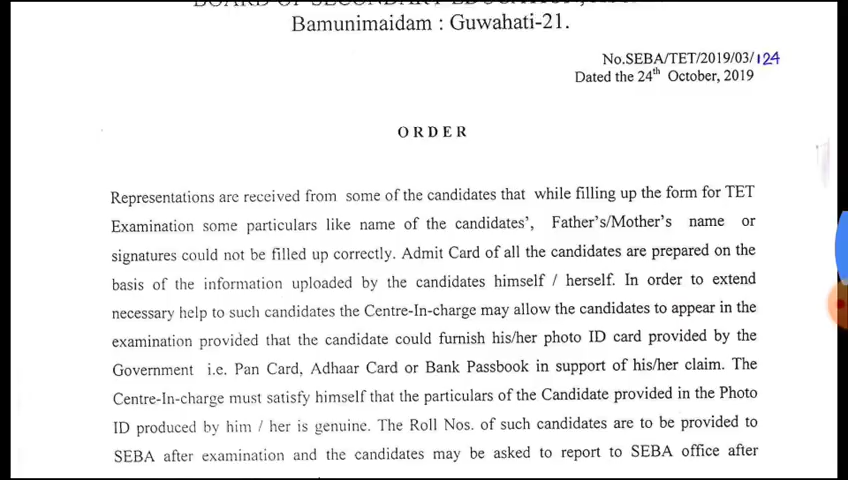 Bamunimaidam : Guwahati-21.
No.SEBA/TET/2019/03/124
Dated the 24th October, 2019
ORDER
Representations are received from some of the candidates that while filling up the form for TET
Examination some particulars like name of the candidates', Father's/Mother's name or
signatures could not be filled up correctly. Admit Card of all the candidates are prepared on the
basis of the information uploaded by the candidates himself / herself. In order to extend
necessary help to such candidates the Centre-In-charge may allow the candidates to appear in the
examination provided that the candidate could furnish his/her photo ID card provided by the
Government i.e. Pan Card, Adhaar Card or Bank Passbook in support of his/her claim. The
Centre-In-charge must satisfy himself that the particulars of the Candidate provided in the Photo
ID produced by him / her is genuine. The Roll Nos. of such candidates are to be provided to
SEBA after examination and the candidates may be asked to report to SEBA office after